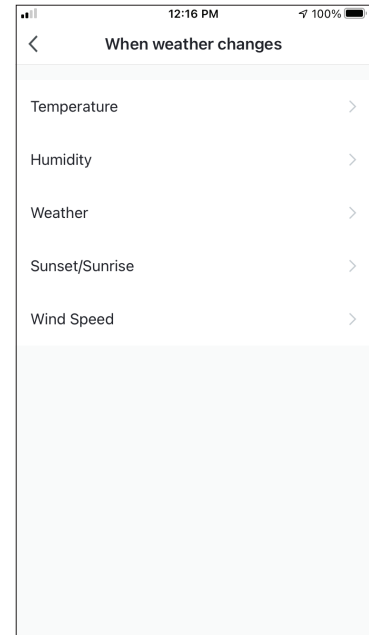 12:16 PM 100%
When weather changes
Temperature
Humidity
Weather
Sunset/Sunrise
Wind Speed